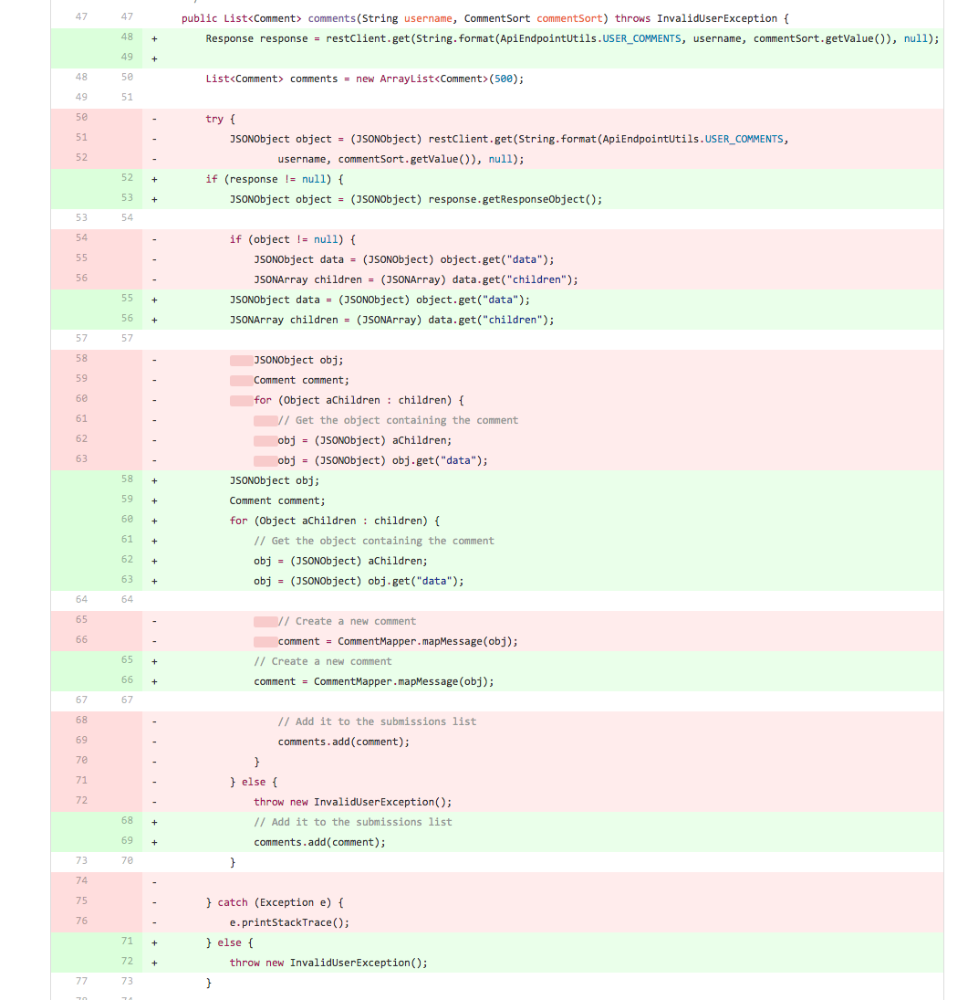 47 47 public List<Comment> comments(String username, CommentSort commentSort) throws InvalidUserException {
48 + Response response = restClient.get(String.format(ApiEndpointUtils.USER_COMMENTS, username, commentSort.getValue()), null);
49 +
48 50 List<Comment> comments = new ArrayList<Comment>(500);
49 51
50 - try {
51 - JSONObject object = (JSONObject) restClient.get(String.format(ApiEndpointUtils.USER_COMMENTS,
52 - username, commentSort.getValue()), null);
52 + if (response != null) {
53 + JSONObject object = (JSONObject) response.getResponseObject();
53 54
54 - if (object != null) {
55 - JSONObject data = (JSONObject) object.get("data");
56 - JSONArray children = (JSONArray) data.get("children");
55 + JSONObject data = (JSONObject) object.get("data");
56 + JSONArray children = (JSONArray) data.get("children");
57 57
58 - JSONObject obj;
59 - Comment comment;
60 - for (Object aChildren : children) {
61 - // Get the object containing the comment
62 - obj = (JSONObject) aChildren;
63 - obj = (JSONObject) obj.get("data");
58 + JSONObject obj;
59 + Comment comment;
60 + for (Object aChildren : children) {
61 + // Get the object containing the comment
62 + obj = (JSONObject) aChildren;
63 + obj = (JSONObject) obj.get("data");
64 64
65 - // Create a new comment
66 - comment = CommentMapper.mapMessage(obj);
65 + // Create a new comment
66 + comment = CommentMapper.mapMessage(obj);
67 67
68 - // Add it to the submissions list
69 - comments.add(comment);
70 - }
71 - } else {
72 - throw new InvalidUserException();
68 + // Add it to the submissions list
69 + comments.add(comment);
73 70 }
74 -
75 - } catch (Exception e) {
76 - e.printStackTrace();
71 + } else {
72 + throw new InvalidUserException();
77 73 }